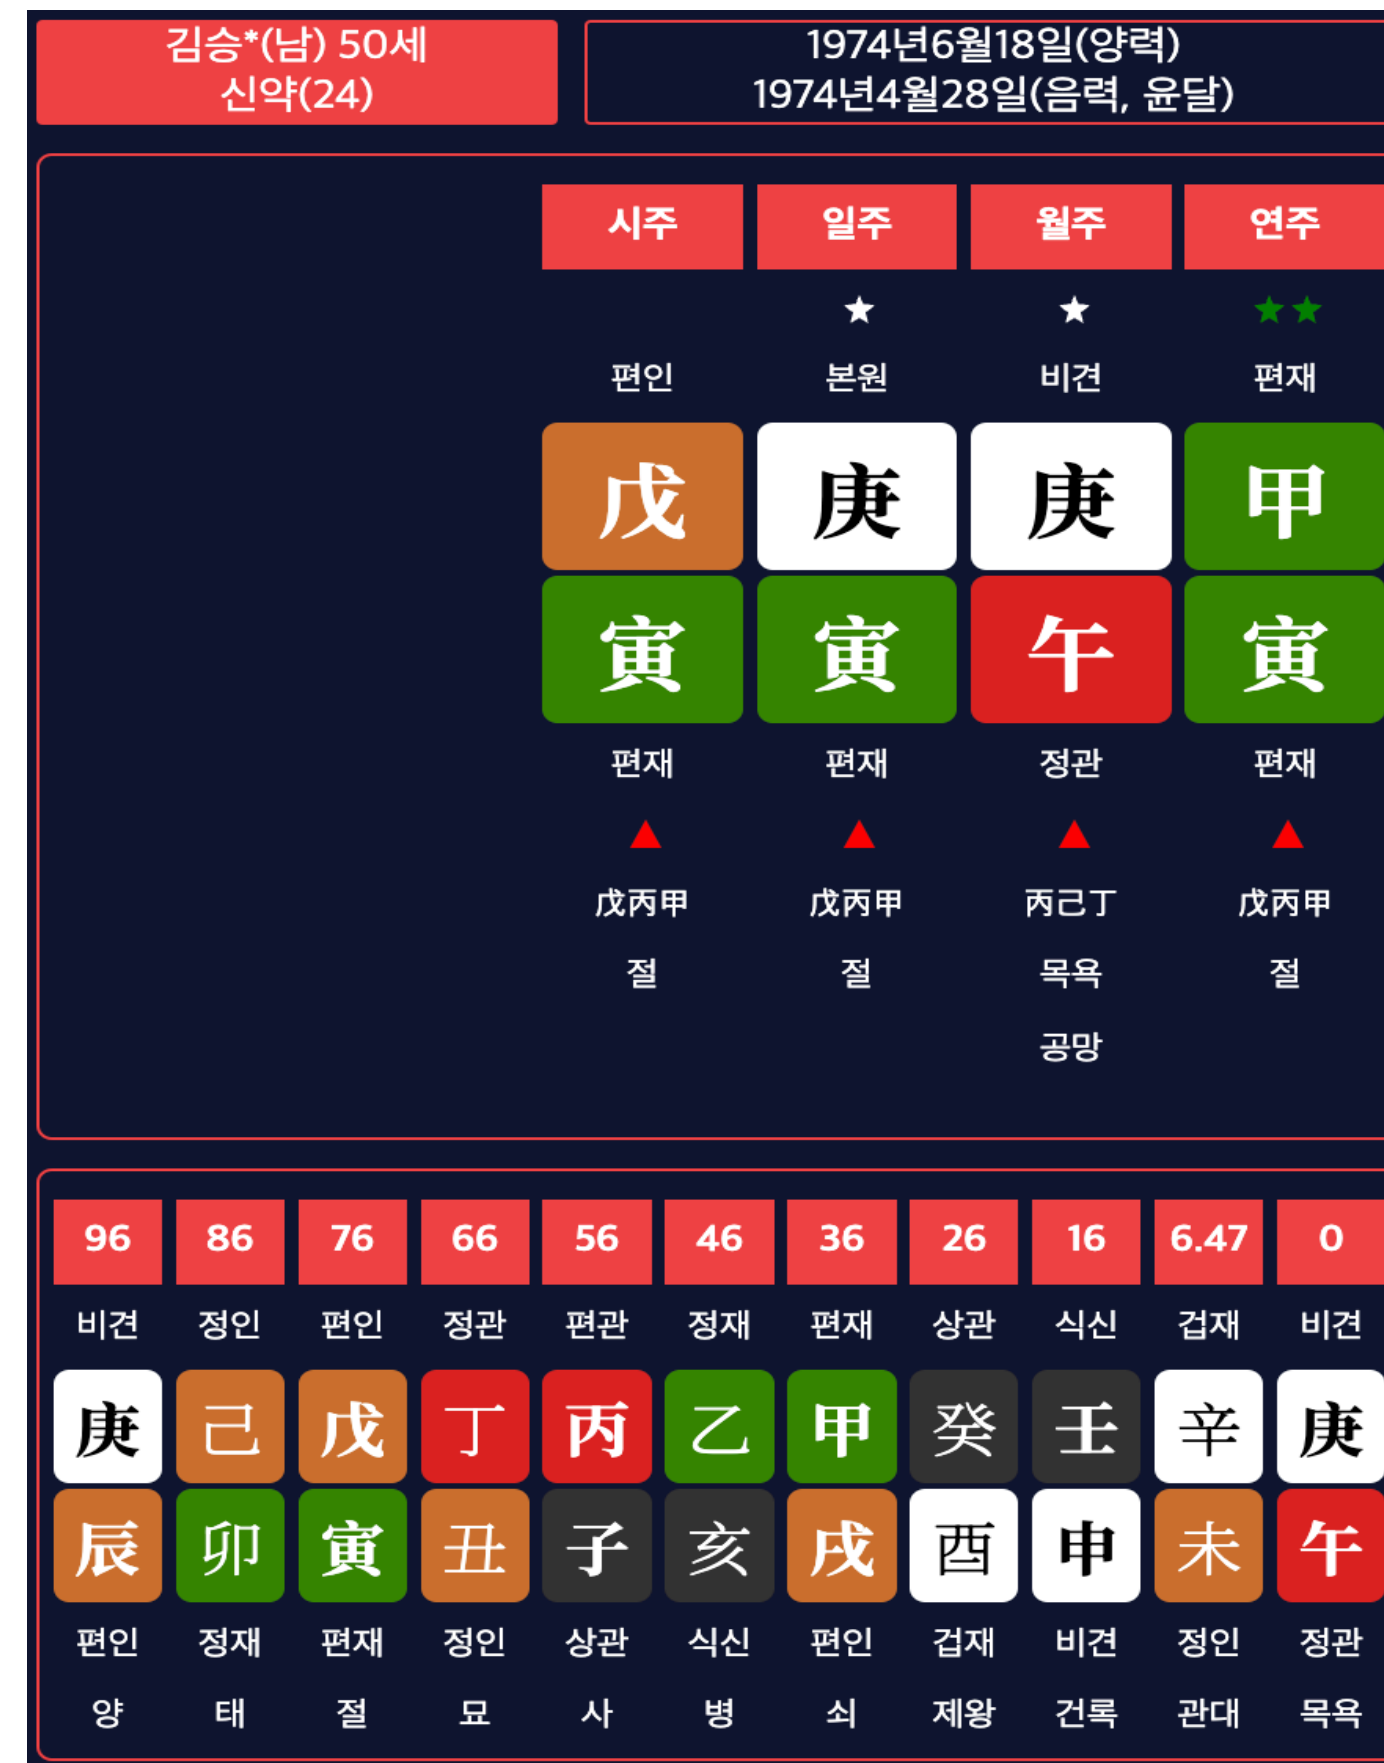 김승*(남) 50세
신약(24)
1974년6월18일(양력)
1974년4월28일(음력, 윤달)
시주 일주 월주 연주
★ ★ ★★
편인 본원 비견 편재
戊 庚 庚 甲
寅 寅 午 寅
편재 편재 정관 편재
▲ ▲ ▲ ▲
戊丙甲 戊丙甲 丙己丁 戊丙甲
절 절 목욕 절
공망
96 86 76 66 56 46 36 26 16 6.47 0
비견 정인 편인 정관 편관 정재 편재 상관 식신 겁재 비견
庚 己 戊 丁 丙 乙 甲 癸 壬 辛 庚
辰 卯 寅 丑 子 亥 戌 酉 申 未 午
편인 정재 편재 정인 상관 식신 편인 겁재 비견 정인 정관
양 태 절 묘 사 병 쇠 제왕 건록 관대 목욕